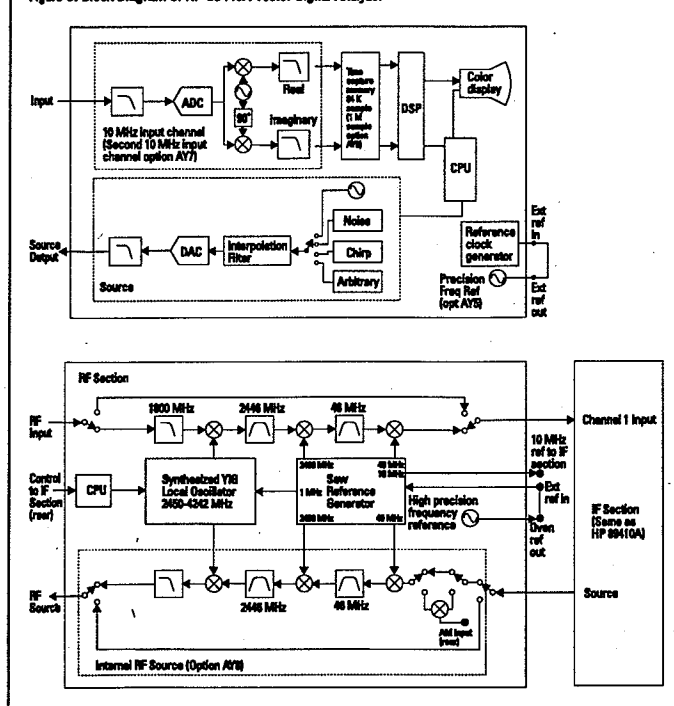 Input
ADC
90°
Real
Imaginary
10 MHz input channel
(Second 10 MHz input
channel option AY7)
Time
capture
memory
64 K
sample
(1 M
sample
option
DSP
Color
display
CPU
Source
Output
DAC
Interpolation
Filter
Noise
Chirp
Arbitrary
Source
Reference
clock
generator
Ext
ref
in
Precision
Freq Ref
(opt AY5)
Ext
ref
out
RF Section
RF
Input
1800 MHz
2446 MHz
46 MHz
Channel 1 Input
Control
to IF
Section
(rear)
CPU
Synthesized YIG
Local Oscillator
2450-4242 MHz
40 MHz
10 MHz
1 MHz
Saw
Reference
Generator
40 MHz
10 MHz
ref to IF
section
Ext
ref in
High precision
frequency
reference
Oven
ref
out
IF Section
(Same as
HP 89410A)
RF
Source
2446 MHz
46 MHz
AM Input
(rear)
Source
Internal RF Source (Option AY8)